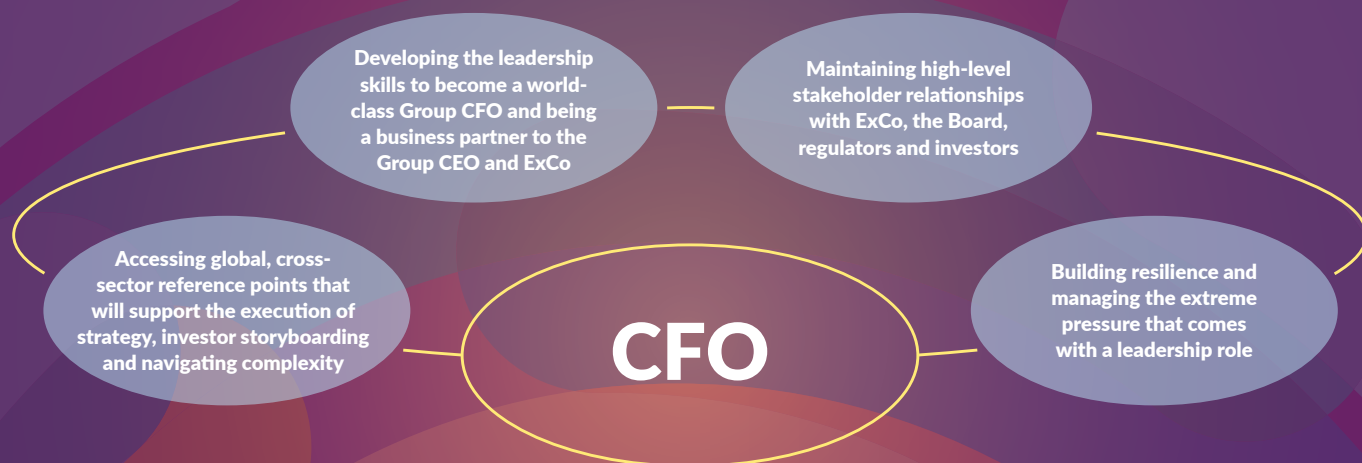 Developing the leadership
skills to become a world-
class Group CFO and being
a business partner to the
Group CEO and ExCo
Maintaining high-level
stakeholder relationships
with ExCo, the Board,
regulators and investors
Accessing global, cross-
sector reference points that
will support the execution of
strategy, investor storyboarding
and navigating complexity
CFO
Building resilience and
managing the extreme
pressure that comes
with a leadership role